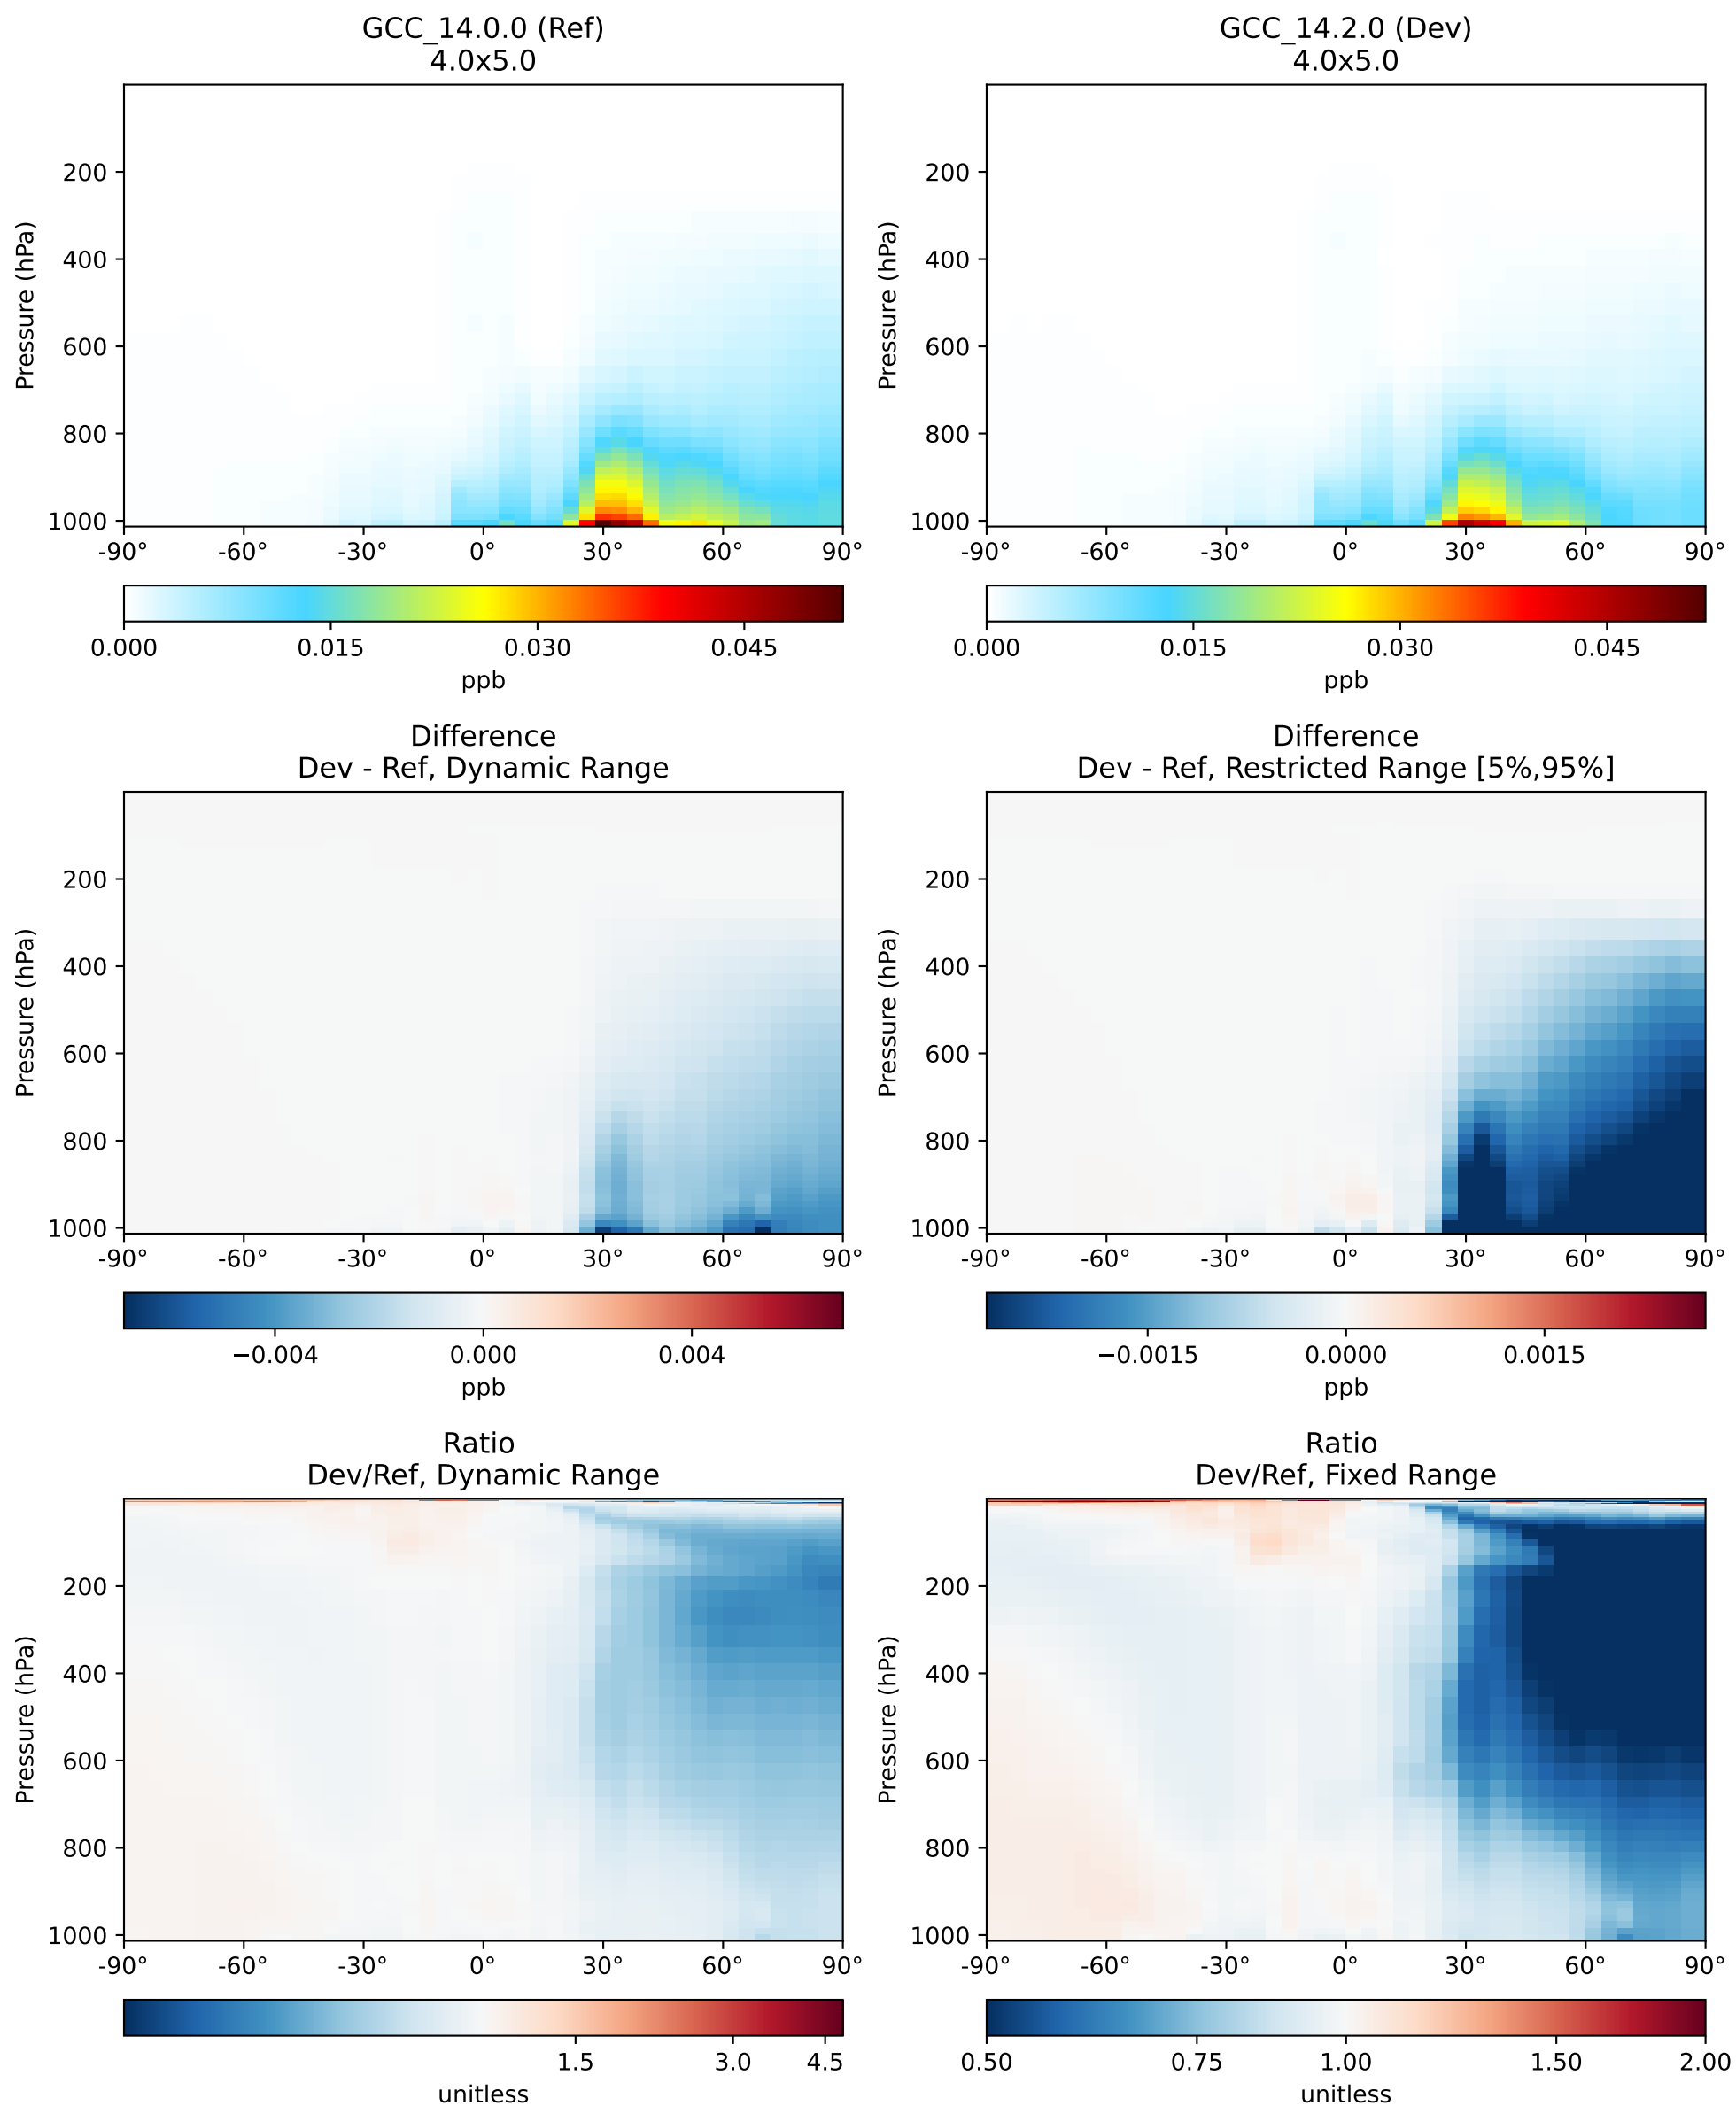 GCC_14.0.0 (Ref)
4.0x5.0
Pressure (hPa)
200
400
600
800
1000
-90° -60° -30° 0° 30° 60° 90°
0.000 0.015 0.030 0.045
ppb
GCC_14.2.0 (Dev)
4.0x5.0
Pressure (hPa)
200
400
600
800
1000
-90° -60° -30° 0° 30° 60° 90°
0.000 0.015 0.030 0.045
ppb
Difference
Dev - Ref, Dynamic Range
Pressure (hPa)
200
400
600
800
1000
-90° -60° -30° 0° 30° 60° 90°
−0.004 0.000 0.004
ppb
Difference
Dev - Ref, Restricted Range [5%,95%]
Pressure (hPa)
200
400
600
800
1000
-90° -60° -30° 0° 30° 60° 90°
−0.0015 0.0000 0.0015
ppb
Ratio
Dev/Ref, Dynamic Range
Pressure (hPa)
200
400
600
800
1000
-90° -60° -30° 0° 30° 60° 90°
1.5 3.0 4.5
unitless
Ratio
Dev/Ref, Fixed Range
Pressure (hPa)
200
400
600
800
1000
-90° -60° -30° 0° 30° 60° 90°
0.50 0.75 1.00 1.50 2.00
unitless